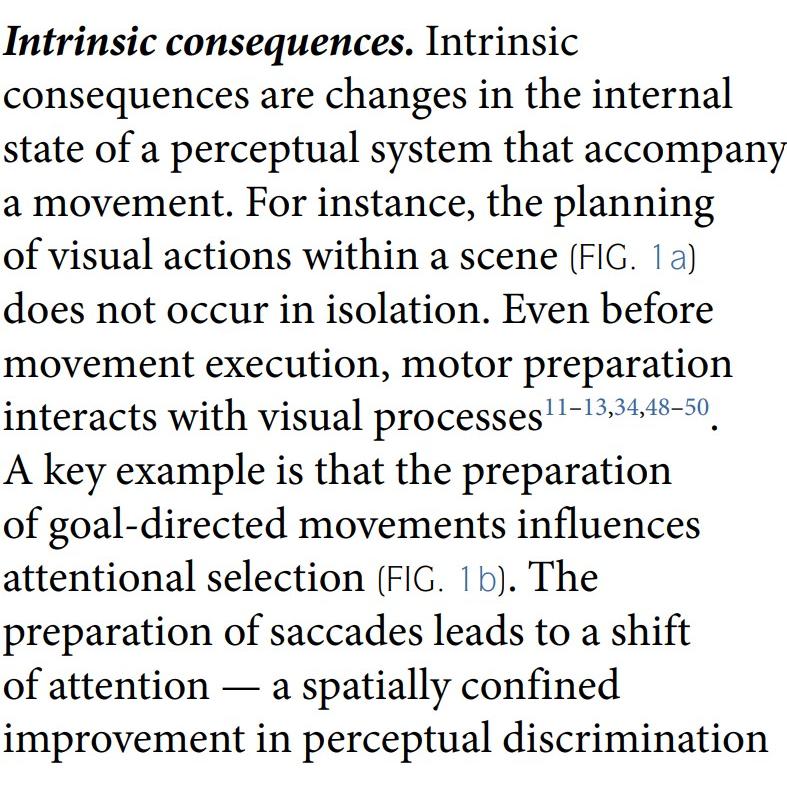 Intrinsic consequences. Intrinsic
consequences are changes in the internal
state of a perceptual system that accompany
a movement. For instance, the planning
of visual actions within a scene (FIG. 1a)
does not occur in isolation. Even before
movement execution, motor preparation
interacts with visual processes11–13,34,48–50.
A key example is that the preparation
of goal-directed movements influences
attentional selection (FIG. 1b). The
preparation of saccades leads to a shift
of attention — a spatially confined
improvement in perceptual discrimination